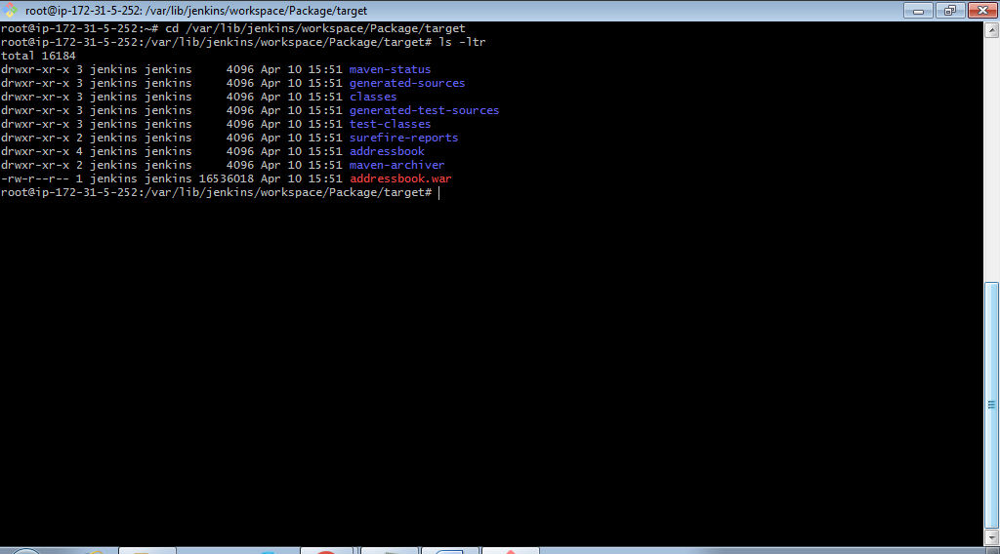 root@ip-172-31-5-252: /var/lib/jenkins/workspace/Package/target
root@ip-172-31-5-252:~# cd /var/lib/jenkins/workspace/Package/target
root@ip-172-31-5-252:/var/lib/jenkins/workspace/Package/target# ls -ltr
total 16184
drwxr-xr-x 3 jenkins jenkins     4096 Apr 10 15:51 maven-status
drwxr-xr-x 3 jenkins jenkins     4096 Apr 10 15:51 generated-sources
drwxr-xr-x 3 jenkins jenkins     4096 Apr 10 15:51 classes
drwxr-xr-x 3 jenkins jenkins     4096 Apr 10 15:51 generated-test-sources
drwxr-xr-x 3 jenkins jenkins     4096 Apr 10 15:51 test-classes
drwxr-xr-x 2 jenkins jenkins     4096 Apr 10 15:51 surefire-reports
drwxr-xr-x 4 jenkins jenkins     4096 Apr 10 15:51 addressbook
drwxr-xr-x 2 jenkins jenkins     4096 Apr 10 15:51 maven-archiver
-rw-r--r-- 1 jenkins jenkins 16536018 Apr 10 15:51 addressbook.war
root@ip-172-31-5-252:/var/lib/jenkins/workspace/Package/target#